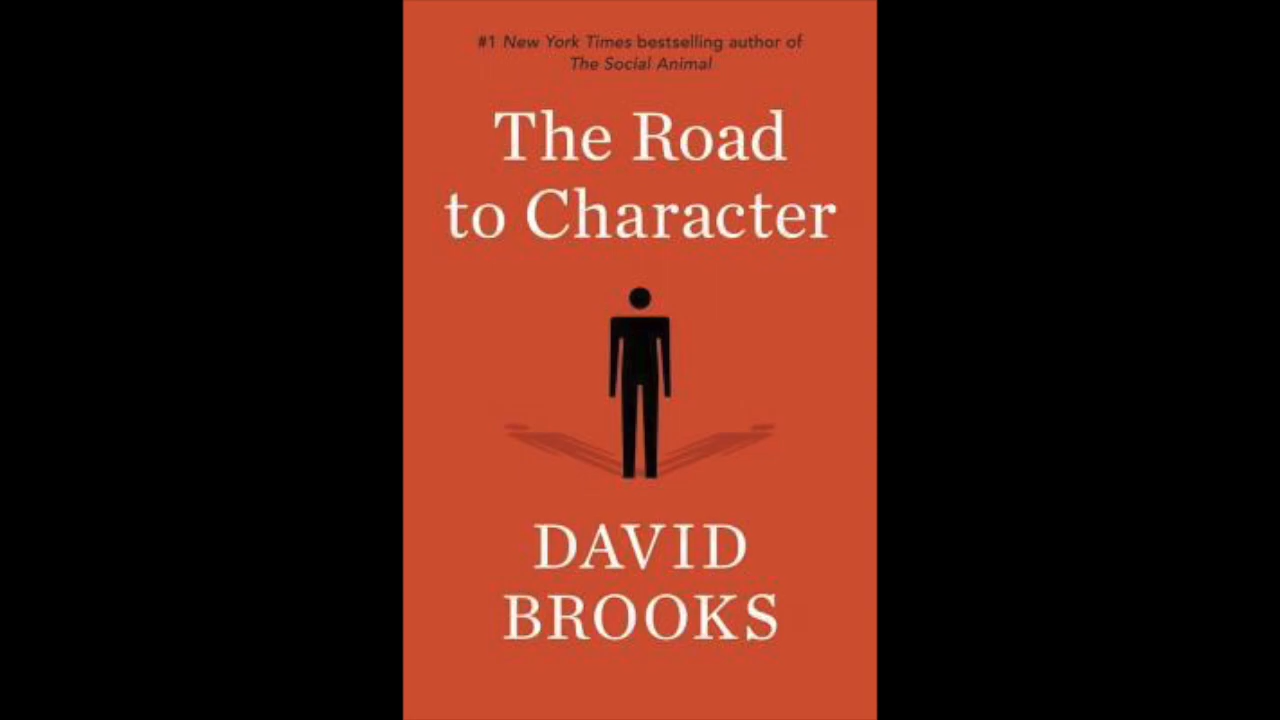 #1 New York Times bestselling author of
The Social Animal
The Road
to Character
DAVID
BROOKS